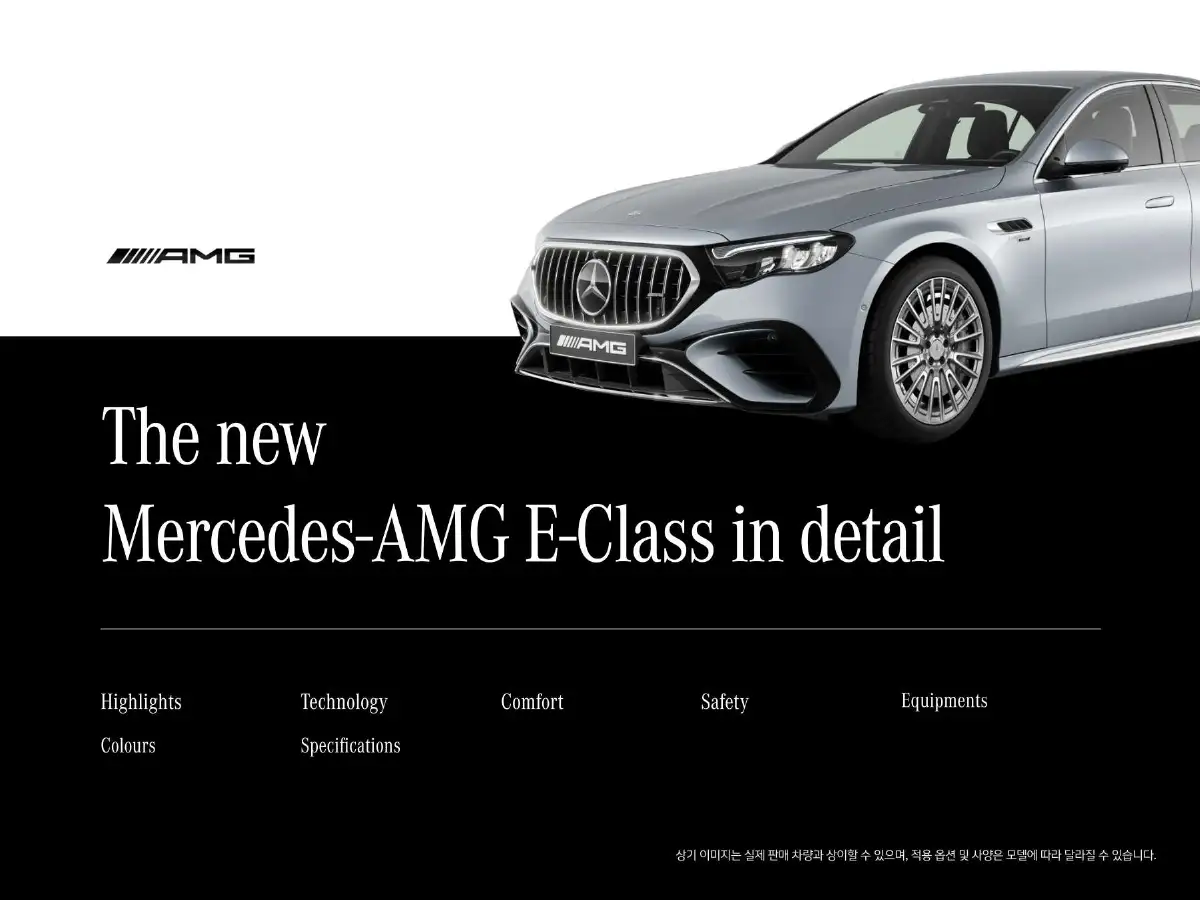 AMG
AMG
The new
Mercedes-AMG E-Class in detail
Highlights
Technology
Comfort
Safety
Equipments
Colours
Specifications
상기 이미지는 실제 판매 차량과 상이할 수 있으며, 적용 옵션 및 사양은 모델에 따라 달라질 수 있습니다.